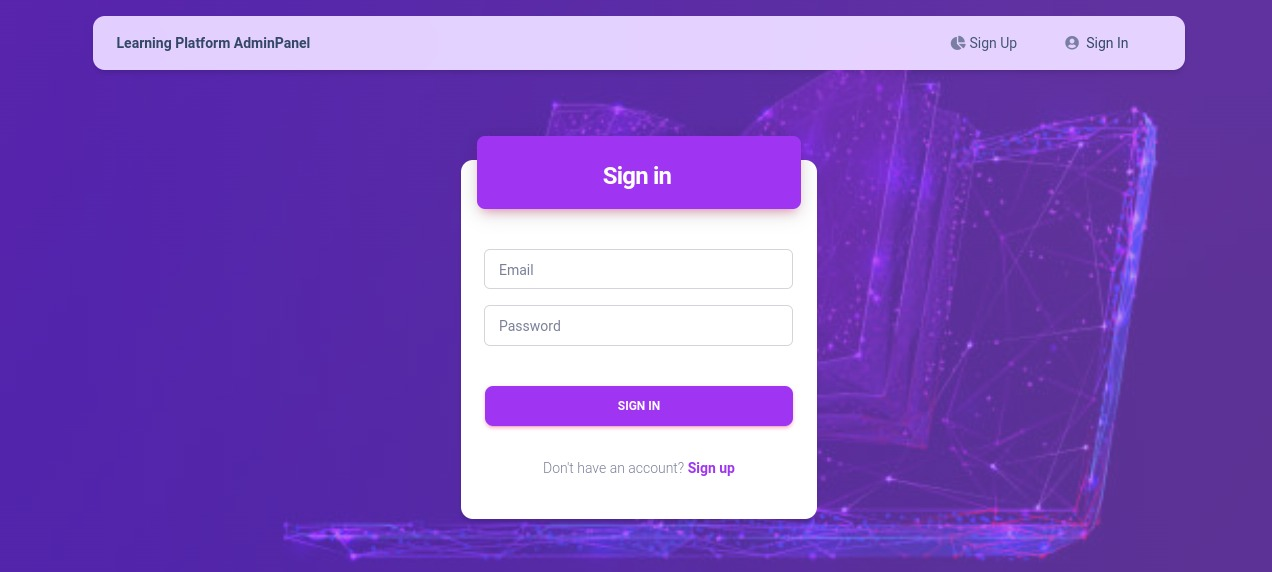 Learning Platform AdminPanel
Sign Up
Sign In
Sign in
Email
Password
SIGN IN
Don't have an account? Sign up